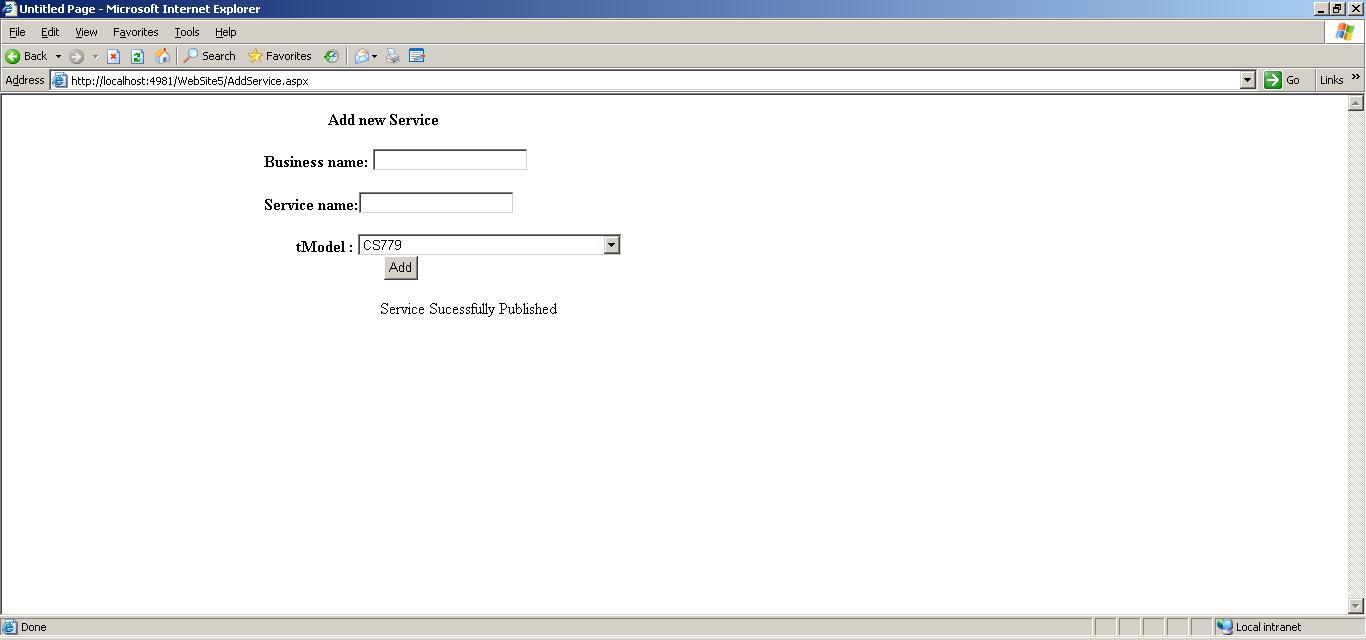 Untitled Page - Microsoft Internet Explorer
File Edit View Favorites Tools Help
Back Search Favorites
Address http://localhost:4981/WebSite5/AddService.aspx Go Links »
Add new Service
Business name:
Service name:
tModel : CS779
Add
Service Sucessfully Published
Done Local intranet